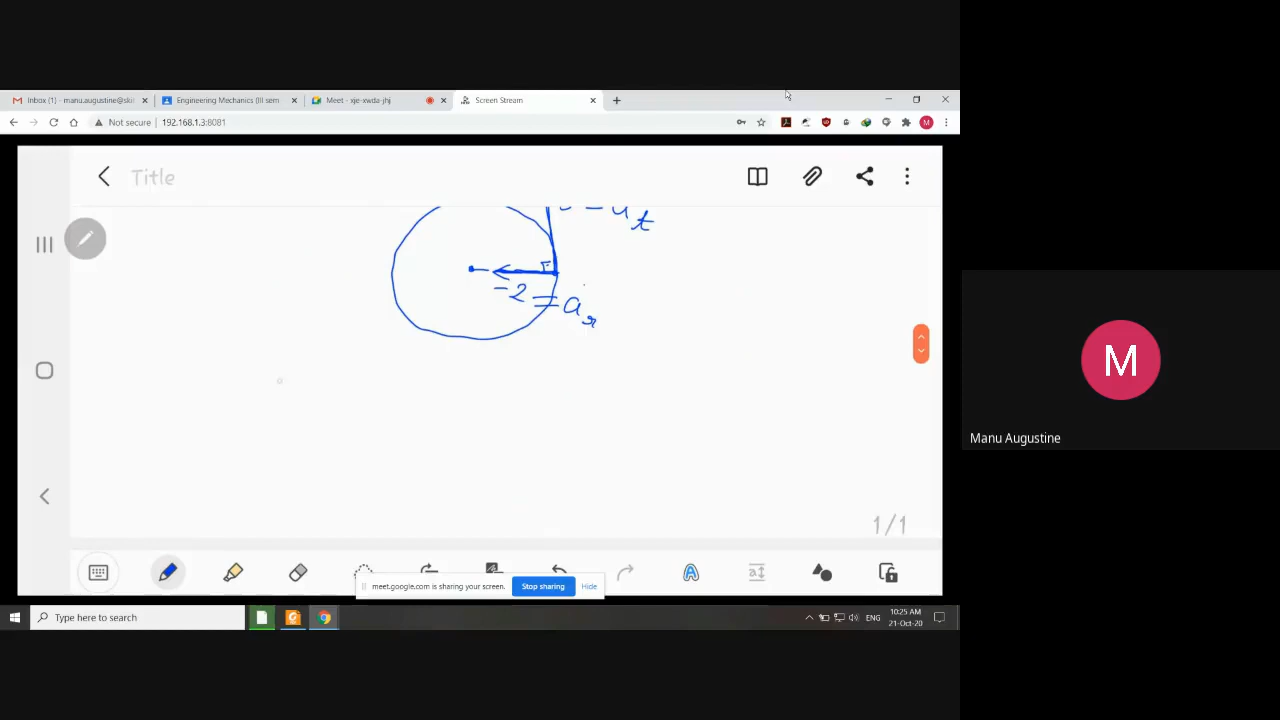 Inbox (1) - manu.augustine@ski
Engineering Mechanics (III sem
Meet - xje-xwda-jhj
Screen Stream
Not secure | 192.168.1.3:8081
Title
t
-2 = a
Manu Augustine
M
1/1
meet.google.com is sharing your screen.
Stop sharing
Hide
Type here to search
ENG
10:25 AM
21-Oct-20